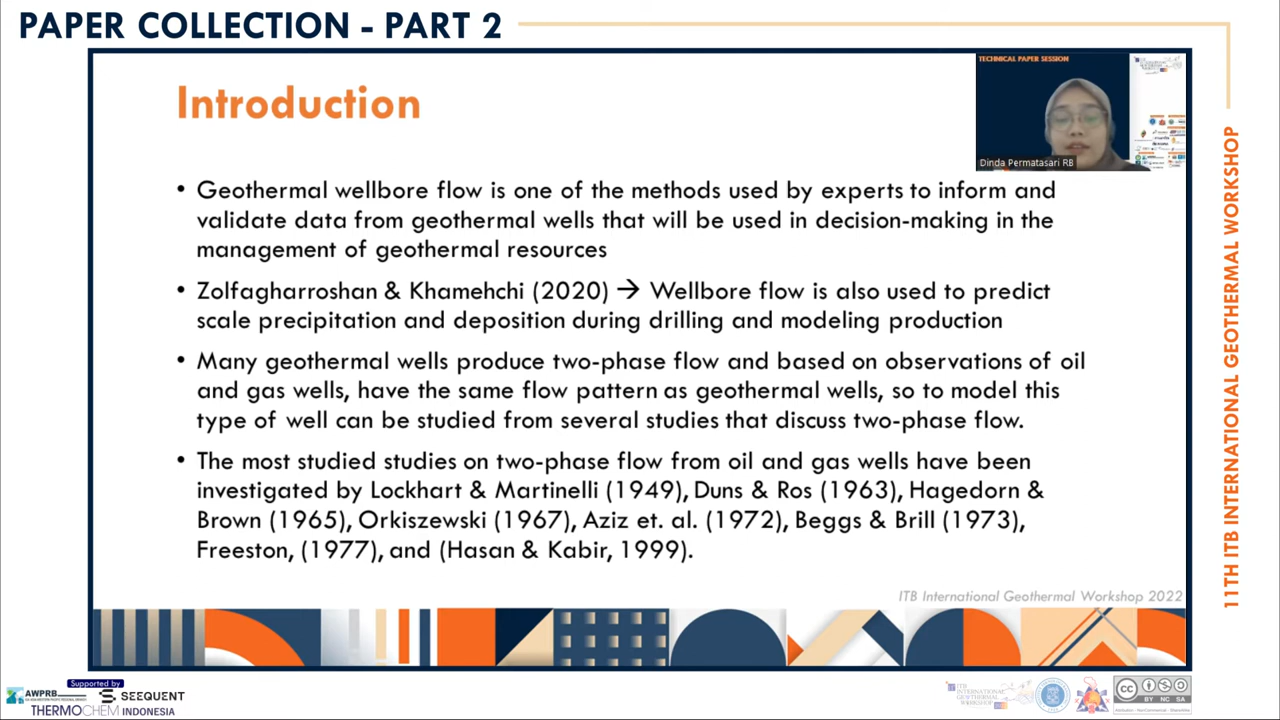 PAPER COLLECTION - PART 2
TECHNICAL PAPER SESSION
Dinda Permatasari RB
Introduction
• Geothermal wellbore flow is one of the methods used by experts to inform and
validate data from geothermal wells that will be used in decision-making in the
management of geothermal resources
• Zolfagharroshan & Khamehchi (2020) → Wellbore flow is also used to predict
scale precipitation and deposition during drilling and modeling production
• Many geothermal wells produce two-phase flow and based on observations of oil
and gas wells, have the same flow pattern as geothermal wells, so to model this
type of well can be studied from several studies that discuss two-phase flow.
• The most studied studies on two-phase flow from oil and gas wells have been
investigated by Lockhart & Martinelli (1949), Duns & Ros (1963), Hagedorn &
Brown (1965), Orkiszewski (1967), Aziz et. al. (1972), Beggs & Brill (1973),
Freeston, (1977), and (Hasan & Kabir, 1999).
ITB International Geothermal Workshop 2022
11TH ITB INTERNATIONAL GEOTHERMAL WORKSHOP
Supported by
AWPRB
SEEQUENT
THERMOCHEM INDONESIA
ITB
INTERNATIONAL
GEOTHERMAL
WORKSHOP
CC
BY NC SA